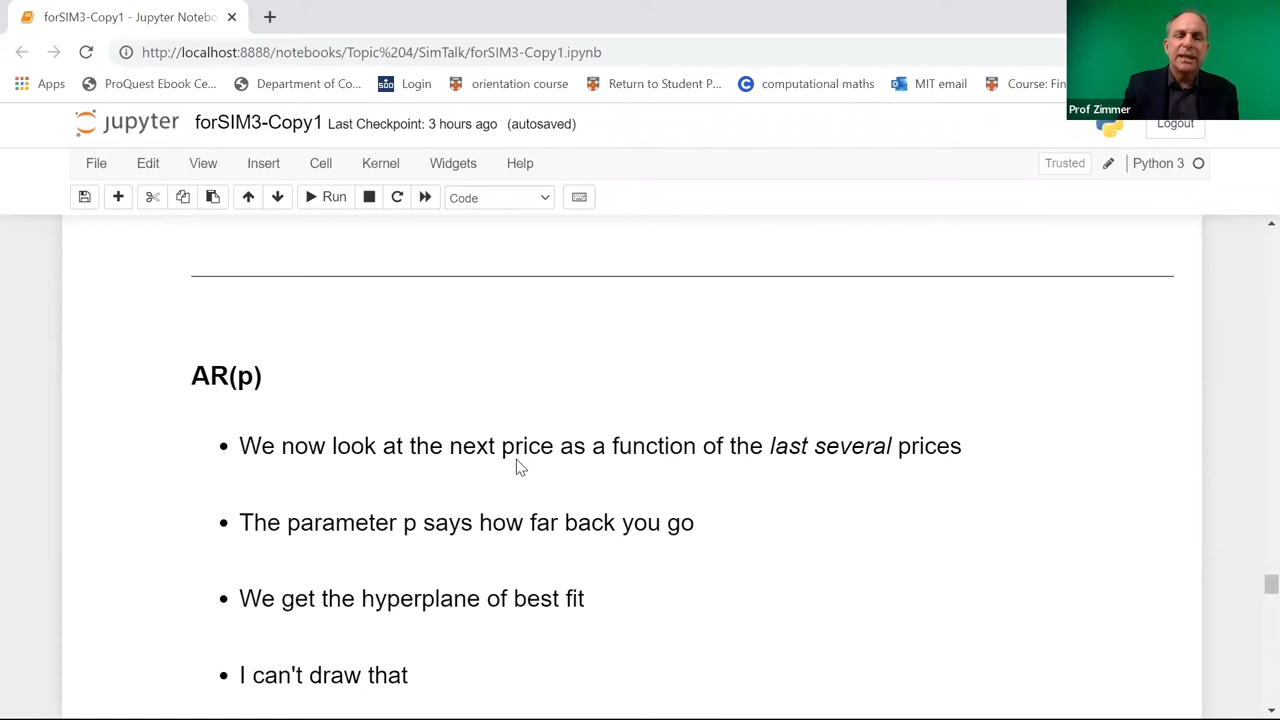 forSIM3-Copy1 - Jupyter Notebo
http://localhost:8888/notebooks/Topic%204/SimTalk/forSIM3-Copy1.ipynb
Apps ProQuest Ebook Ce... Department of Co... Login orientation course Return to Student P... computational maths MIT email Course: Fin
Prof Zimmer
jupyter forSIM3-Copy1 Last Checkpoint: 3 hours ago (autosaved) Logout
File Edit View Insert Cell Kernel Widgets Help Trusted Python 3
Run Code
AR(p)
We now look at the next price as a function of the last several prices
The parameter p says how far back you go
We get the hyperplane of best fit
I can't draw that